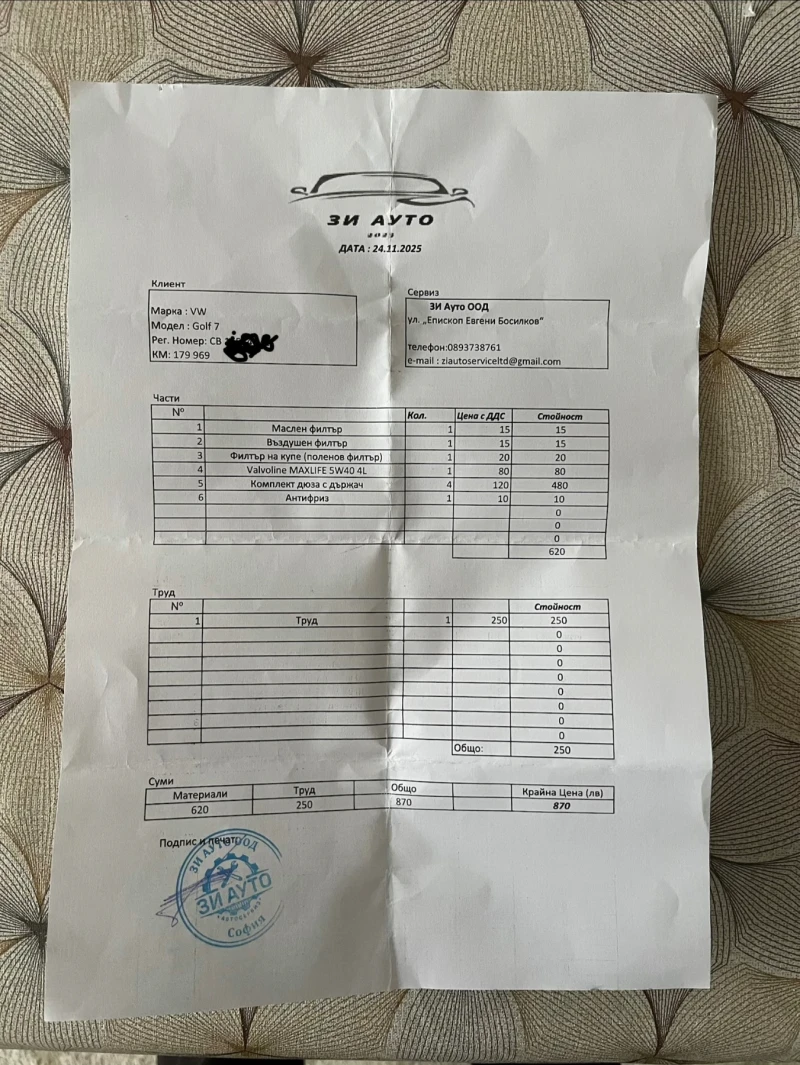 ЗИ АУТО
ДАТА : 24.11.2025
Клиент
Марка : VW
Модел : Golf 7
Рег. Номер: СВ
КМ: 179 969
Сервиз
ЗИ Ауто ООД
ул. „Епископ Евгени Босилков"
телефон:0893738761
e-mail : ziautoserviceltd@gmail.com
Части
№ Кол. Цена с ДДС Стойност
1 Маслен филтър 1 15 15
2 Въздушен филтър 1 15 15
3 Филтър на купе (поленов филтър) 1 20 20
4 Valvoline MAXLIFE 5W40 4L 1 80 80
5 Комплект дюза с държач 4 120 480
6 Антифриз 1 10 10
0
0
0
620
Труд
№ Стойност
1 Труд 1 250 250
0
0
0
0
0
0
0
0
Общо: 250
Суми
Материали Труд Общо Крайна Цена (лв)
620 250 870 870
Подпис и печат:
ЗИ АУТО ООД
ЗИ АУТО
София